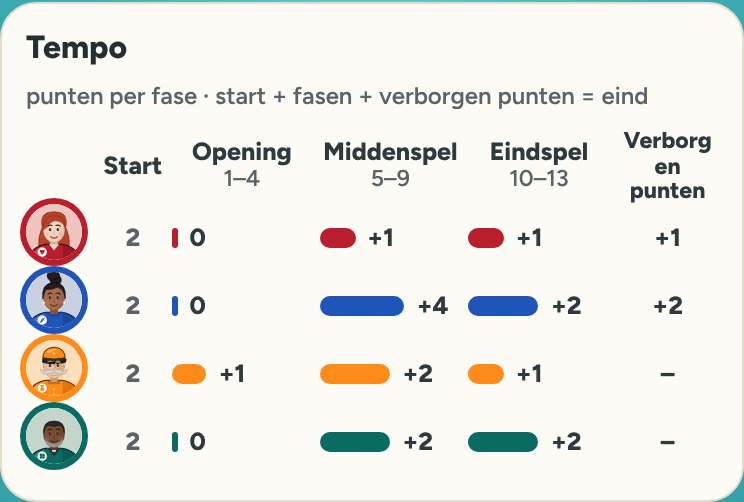 Tempo
punten per fase · start + fasen + verborgen punten = eind
Start
Opening
1–4
Middenspel
5–9
Eindspel
10–13
Verborg
en
punten
2 0 +1 +1 +1
2 0 +4 +2 +2
2 +1 +2 +1 –
2 0 +2 +2 –